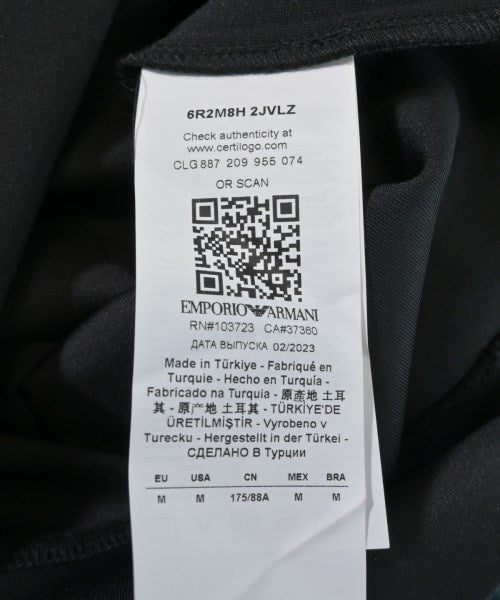 6R2M8H 2JVLZ
Check authenticity at
www.certilogo.com
CLG 887 209 955 074
OR SCAN
EMPORIO ARMANI
RN#103723 CA#37360
ДАТА ВЫПУСКА 02/2023
Made in Türkiye - Fabriqué en
Turquie - Hecho en Turquía -
Fabricado na Turquia - 原產地 土耳
其 - 原产地 土耳其 - TÜRKİYE'DE
ÜRETİLMİŞTİR - Vyrobeno v
Turecku - Hergestellt in der Türkei -
СДЕЛАНО В Турции
EU USA CN MEX BRA
M M 175/88A M M